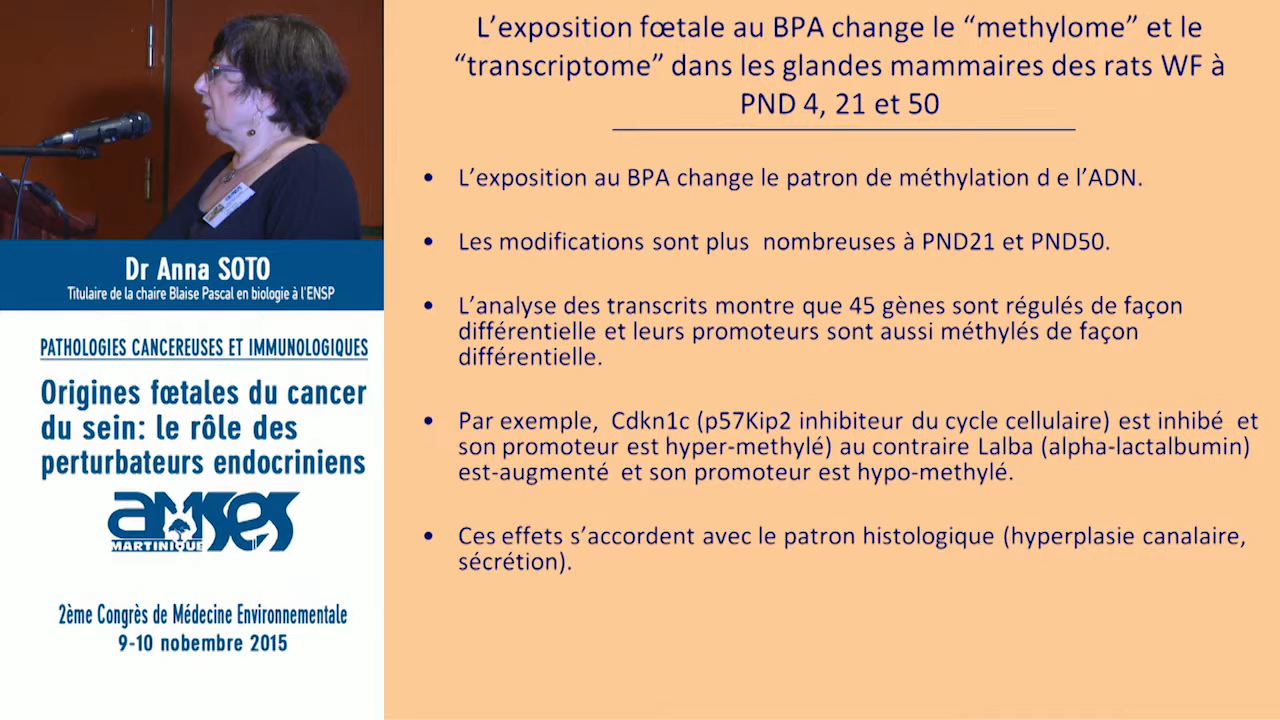 Dr Anna SOTO
Titulaire de la chaire Blaise Pascal en biologie à l'ENSP
PATHOLOGIES CANCEREUSES ET IMMUNOLOGIQUES
Origines fœtales du cancer
du sein: le rôle des
perturbateurs endocriniens
amses
MARTINIQUE
2ème Congrès de Médecine Environnementale
9-10 nobembre 2015
L'exposition fœtale au BPA change le “methylome” et le
“transcriptome” dans les glandes mammaires des rats WF à
PND 4, 21 et 50
• L'exposition au BPA change le patron de méthylation d e l'ADN.
• Les modifications sont plus  nombreuses à PND21 et PND50.
• L'analyse des transcrits montre que 45 gènes sont régulés de façon
différentielle et leurs promoteurs sont aussi méthylés de façon
différentielle.
• Par exemple,  Cdkn1c (p57Kip2 inhibiteur du cycle cellulaire) est inhibé  et
son promoteur est hyper-methylé) au contraire Lalba (alpha-lactalbumin)
est-augmenté  et son promoteur est hypo-methylé.
• Ces effets s'accordent avec le patron histologique (hyperplasie canalaire,
sécrétion).